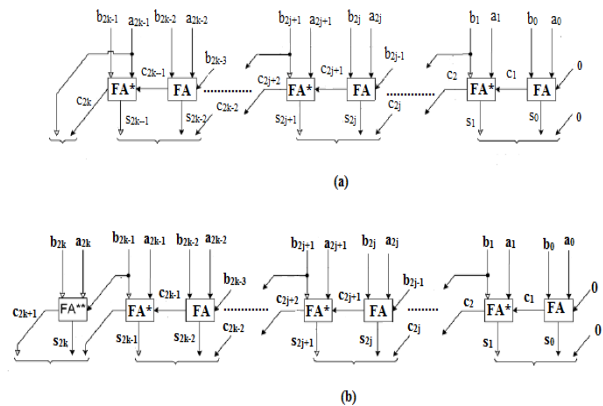 b2k-1 a2k-1 b2k-2 a2k-2 b2j+1 a2j+1 b2j a2j b1 a1 b0 a0
b2k-3 b2j-1 0
c2k c2k–1 c2j+2 c2j+1 c2 c1
FA* FA FA* FA FA* FA
s2k–1 s2k-2 c2k-2 s2j+1 s2j c2j s1 s0 0
(a)
b2k a2k b2k-1 a2k-1 b2k-2 a2k-2 b2j+1 a2j+1 b2j a2j b1 a1 b0 a0
b2k-3 b2j-1 0
c2k+1 c2k-1 c2j+2 c2j+1 c2 c1
FA** FA* FA FA* FA FA* FA
s2k s2k-1 s2k-2 c2k-2 s2j+1 s2j c2j s1 s0 0
(b)